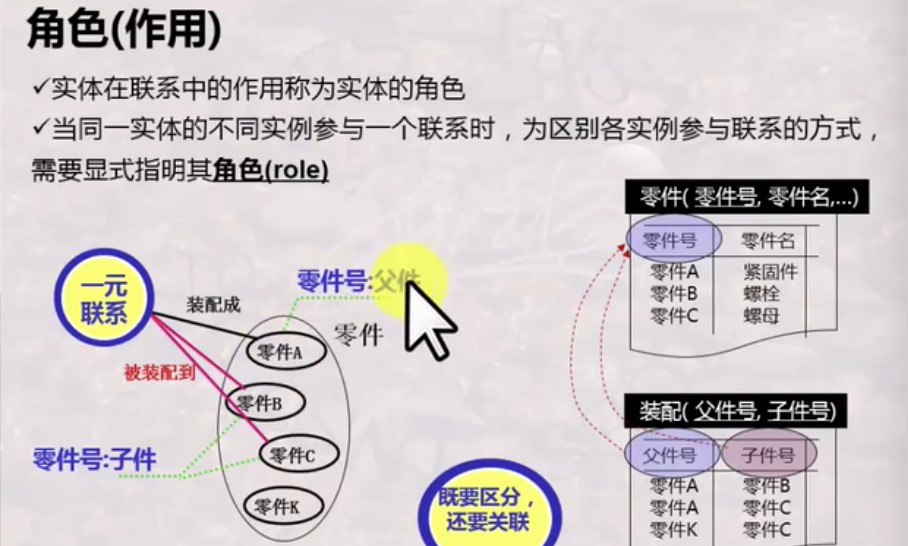 角色(作用)
✓实体在联系中的作用称为实体的角色
✓当同一实体的不同实例参与一个联系时，为区别各实例参与联系的方式，
需要显式指明其角色(role)
零件( 零件号, 零件名,...)
零件号 零件名
零件A 紧固件
零件B 螺栓
零件C 螺母
一元
联系
装配成
被装配到
零件号:父件
零件
零件A
零件B
零件C
零件K
零件号:子件
既要区分，
还要关联
装配( 父件号, 子件号)
父件号 子件号
零件A 零件B
零件A 零件C
零件K 零件C